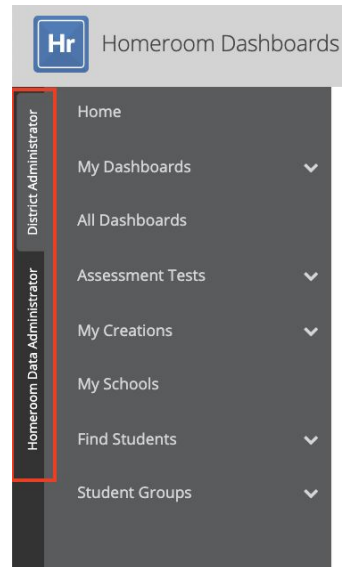 Hr Homeroom Dashboards
District Administrator
Homeroom Data Administrator
Home
My Dashboards
All Dashboards
Assessment Tests
My Creations
My Schools
Find Students
Student Groups